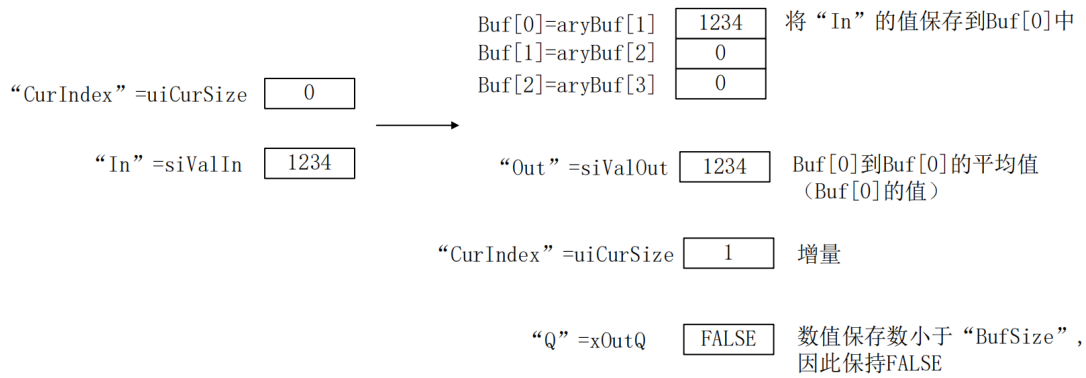 Buf[0]=aryBuf[1] 1234 将“In”的值保存到Buf[0]中
Buf[1]=aryBuf[2] 0
Buf[2]=aryBuf[3] 0
“CurIndex”=uiCurSize 0
“In”=siValIn 1234
“Out”=siValOut 1234 Buf[0]到Buf[0]的平均值
（Buf[0]的值）
“CurIndex”=uiCurSize 1 增量
“Q”=xOutQ FALSE 数值保存数小于“BufSize”,
因此保持FALSE